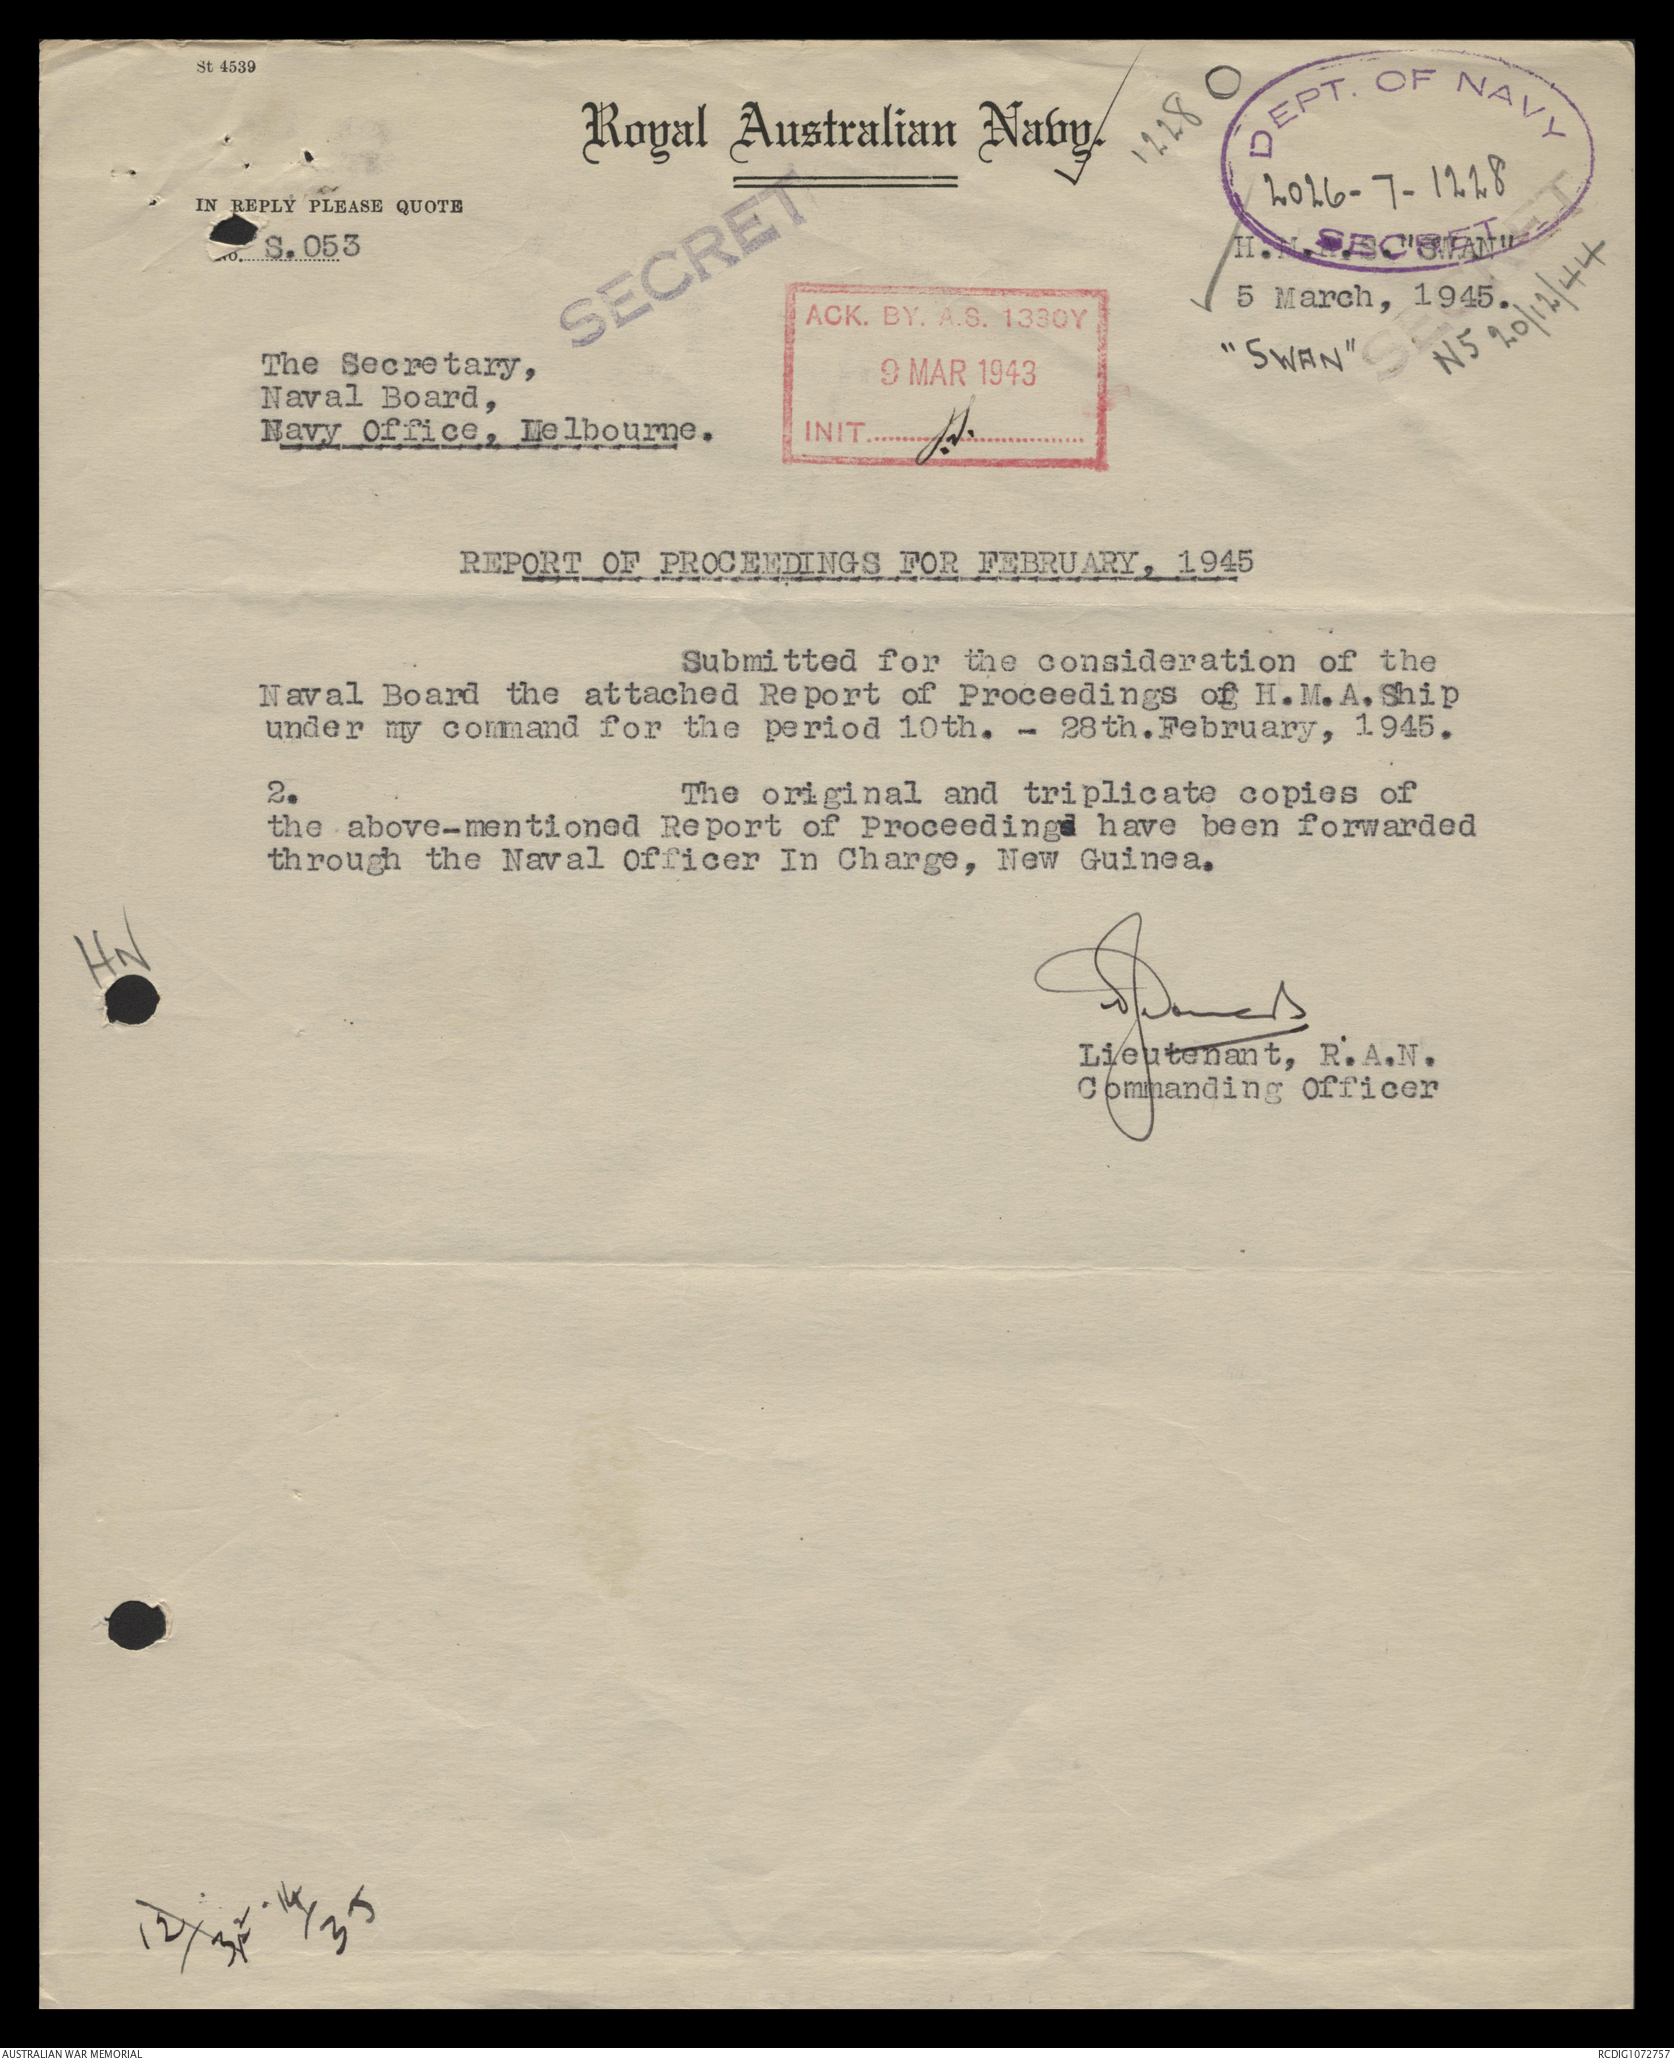 St 4539
Royal Australian Navy.
1228
DEPT. OF NAVY
2026-7-1228
SECRET
IN REPLY PLEASE QUOTE
No. S.053
SECRET
H.M.A.S."SWAN"
5 March, 1945.
SECRET
"SWAN"
N5 20/12/44
ACK. BY. A.S. 1330Y
9 MAR 1943
INIT.
The Secretary,
Naval Board,
Navy Office, Melbourne.
REPORT OF PROCEEDINGS FOR FEBRUARY, 1945
Submitted for the consideration of the
Naval Board the attached Report of Proceedings of H.M.A.Ship
under my command for the period 10th. - 28th.February, 1945.
2. The original and triplicate copies of
the above-mentioned Report of Proceedings have been forwarded
through the Naval Officer In Charge, New Guinea.
HN
Lieutenant, R.A.N.
Commanding Officer
AUSTRALIAN WAR MEMORIAL
RCDIG1072757